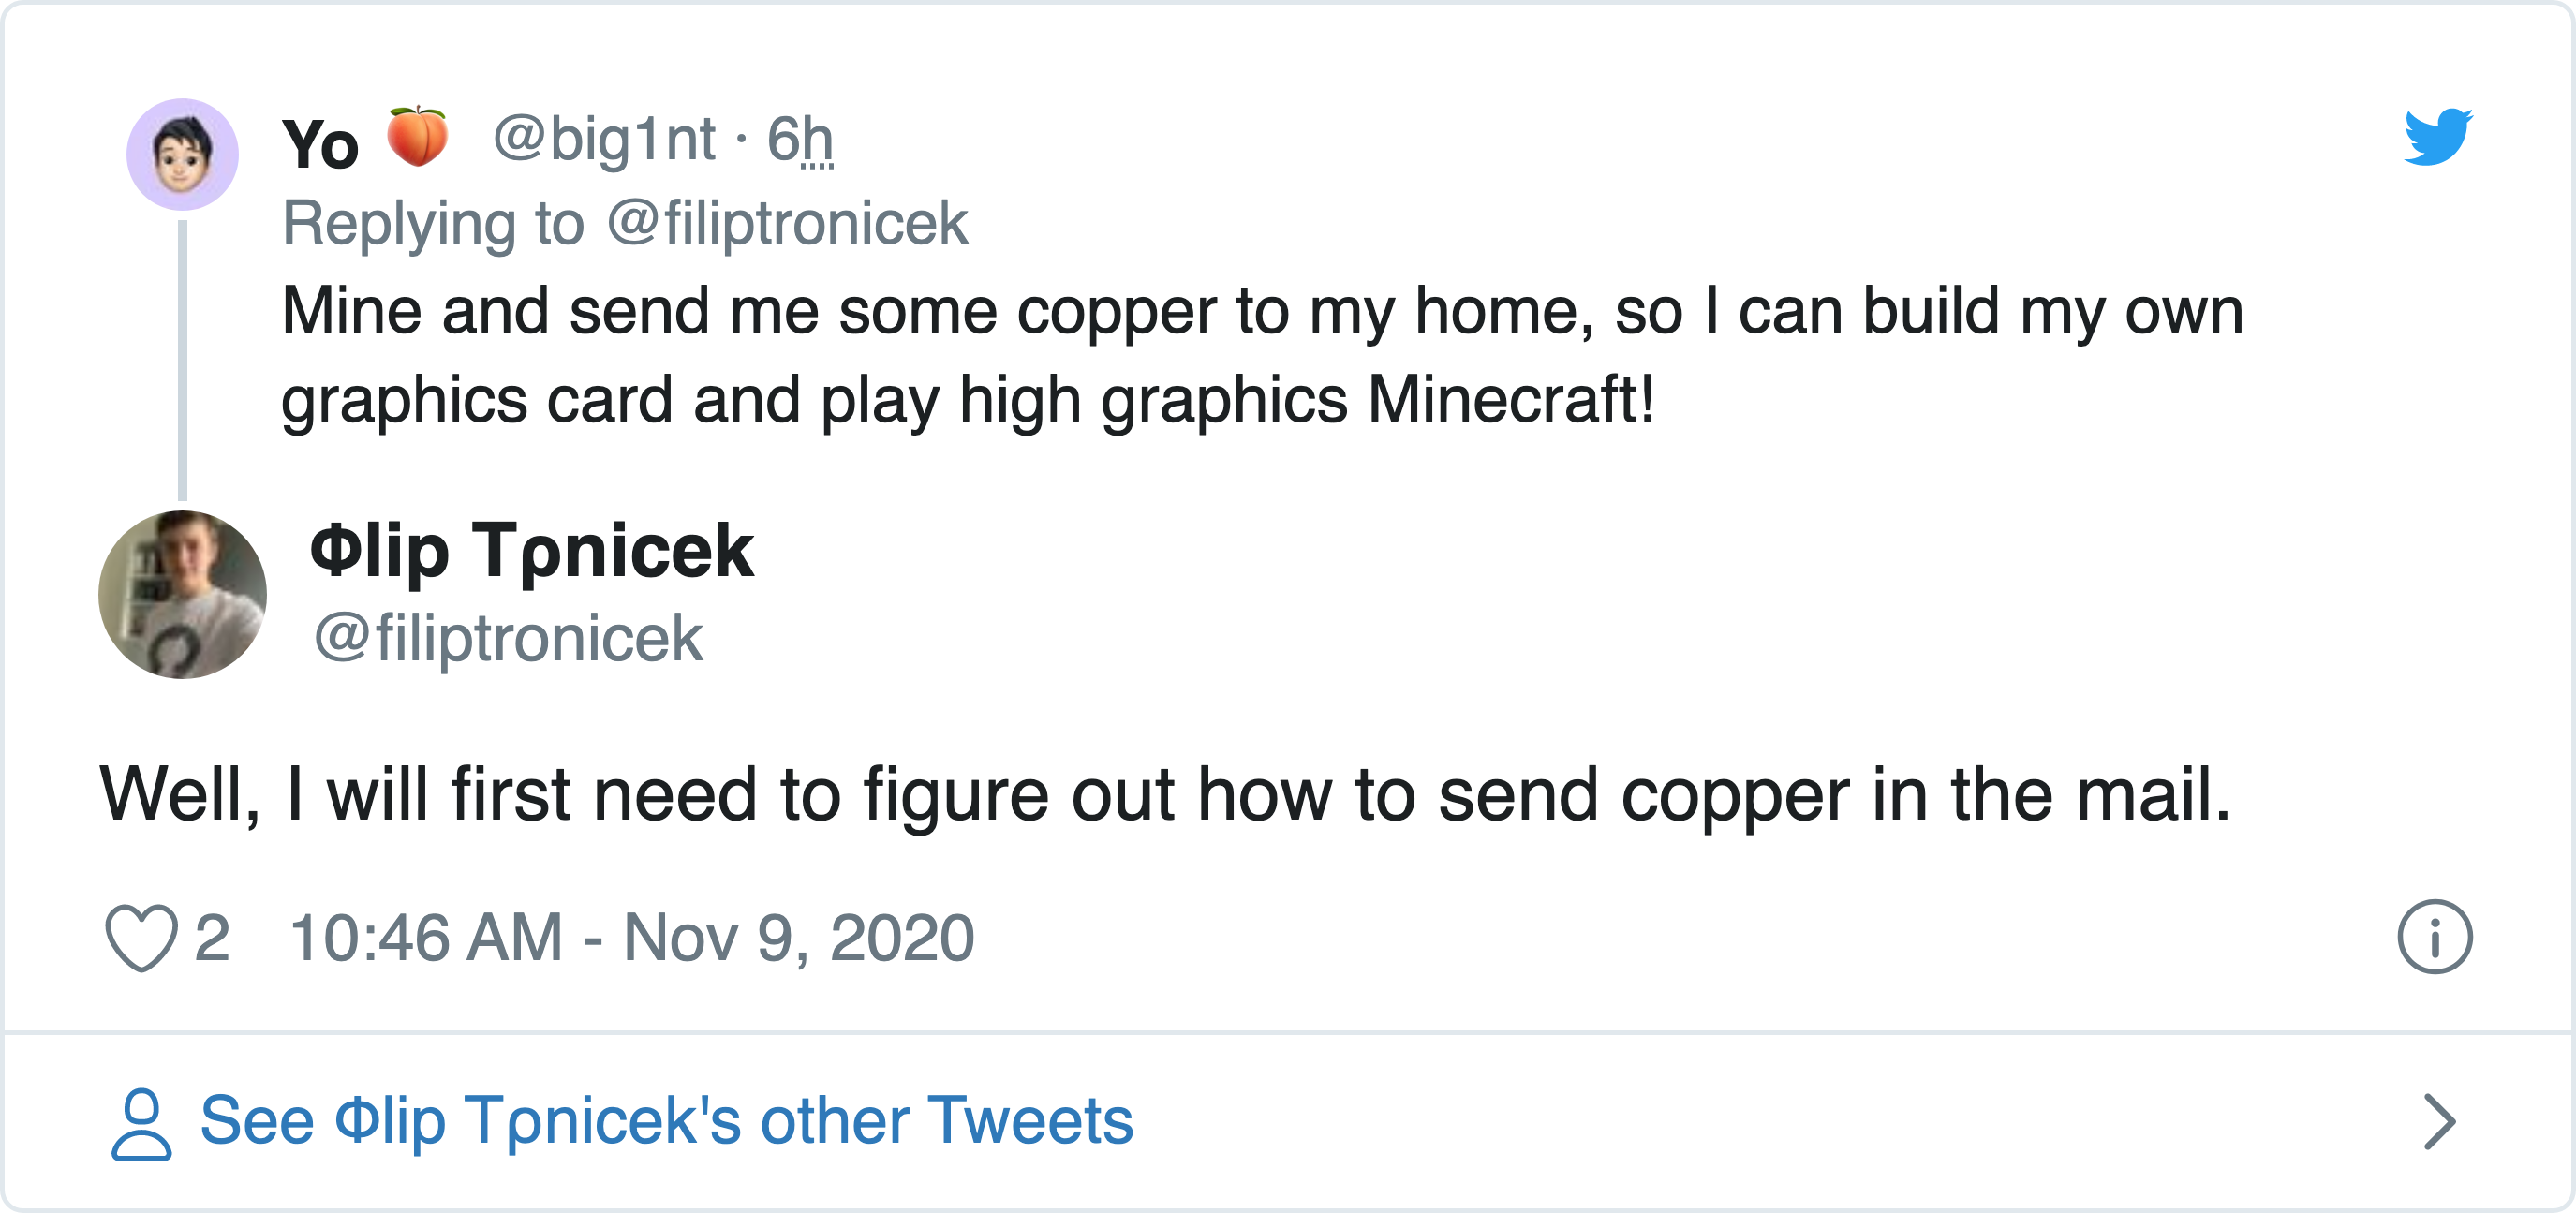 Yo 🍑 @big1nt · 6h
Replying to @filiptronicek
Mine and send me some copper to my home, so I can build my own
graphics card and play high graphics Minecraft!
Φlip Tρnicek
@filiptronicek
Well, I will first need to figure out how to send copper in the mail.
2 10:46 AM - Nov 9, 2020
See Φlip Tρnicek's other Tweets